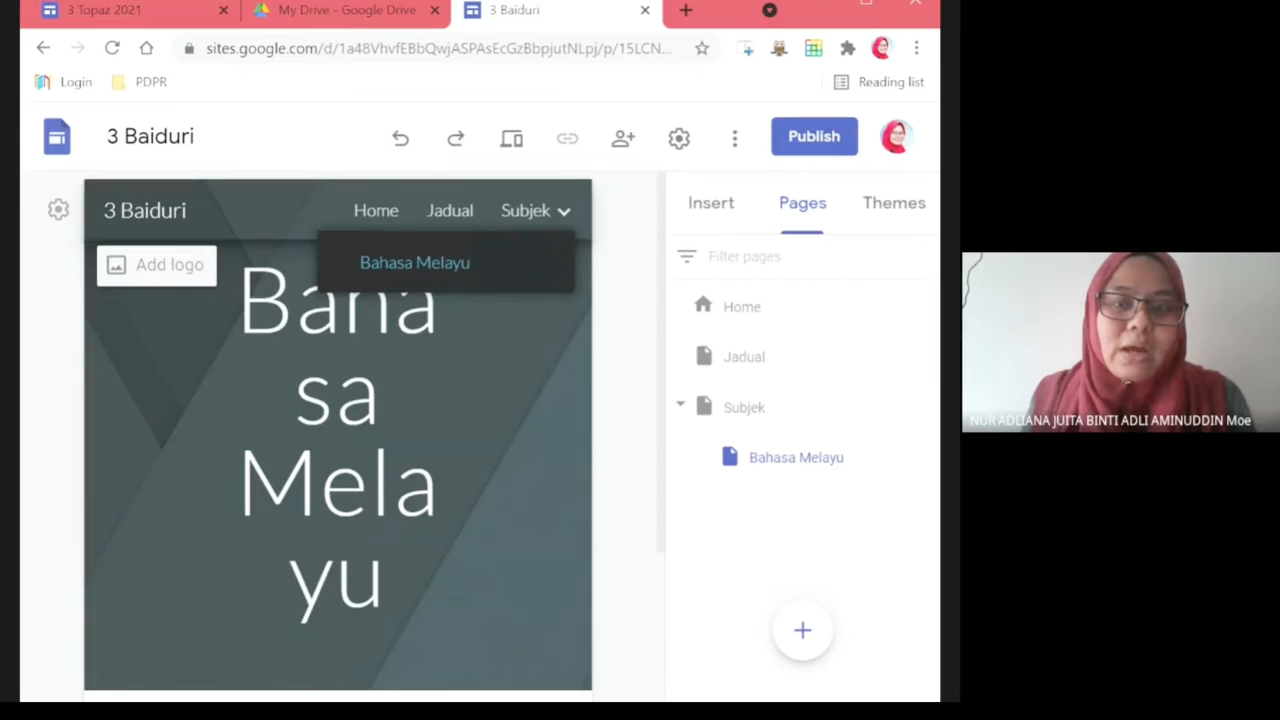 3 Topaz 2021
My Drive - Google Drive
3 Baiduri
sites.google.com/d/1a48VhvfEBbQwjASPAsEcGzBbpjutNLpj/p/15LCN...
Login
PDPR
Reading list
3 Baiduri
Publish
3 Baiduri
Home
Jadual
Subjek
Add logo
Bahasa Melayu
Baha
sa
Mela
yu
Insert
Pages
Themes
Filter pages
Home
Jadual
Subjek
Bahasa Melayu
NUR ADLIANA JUITA BINTI ADLI AMINUDDIN Moe